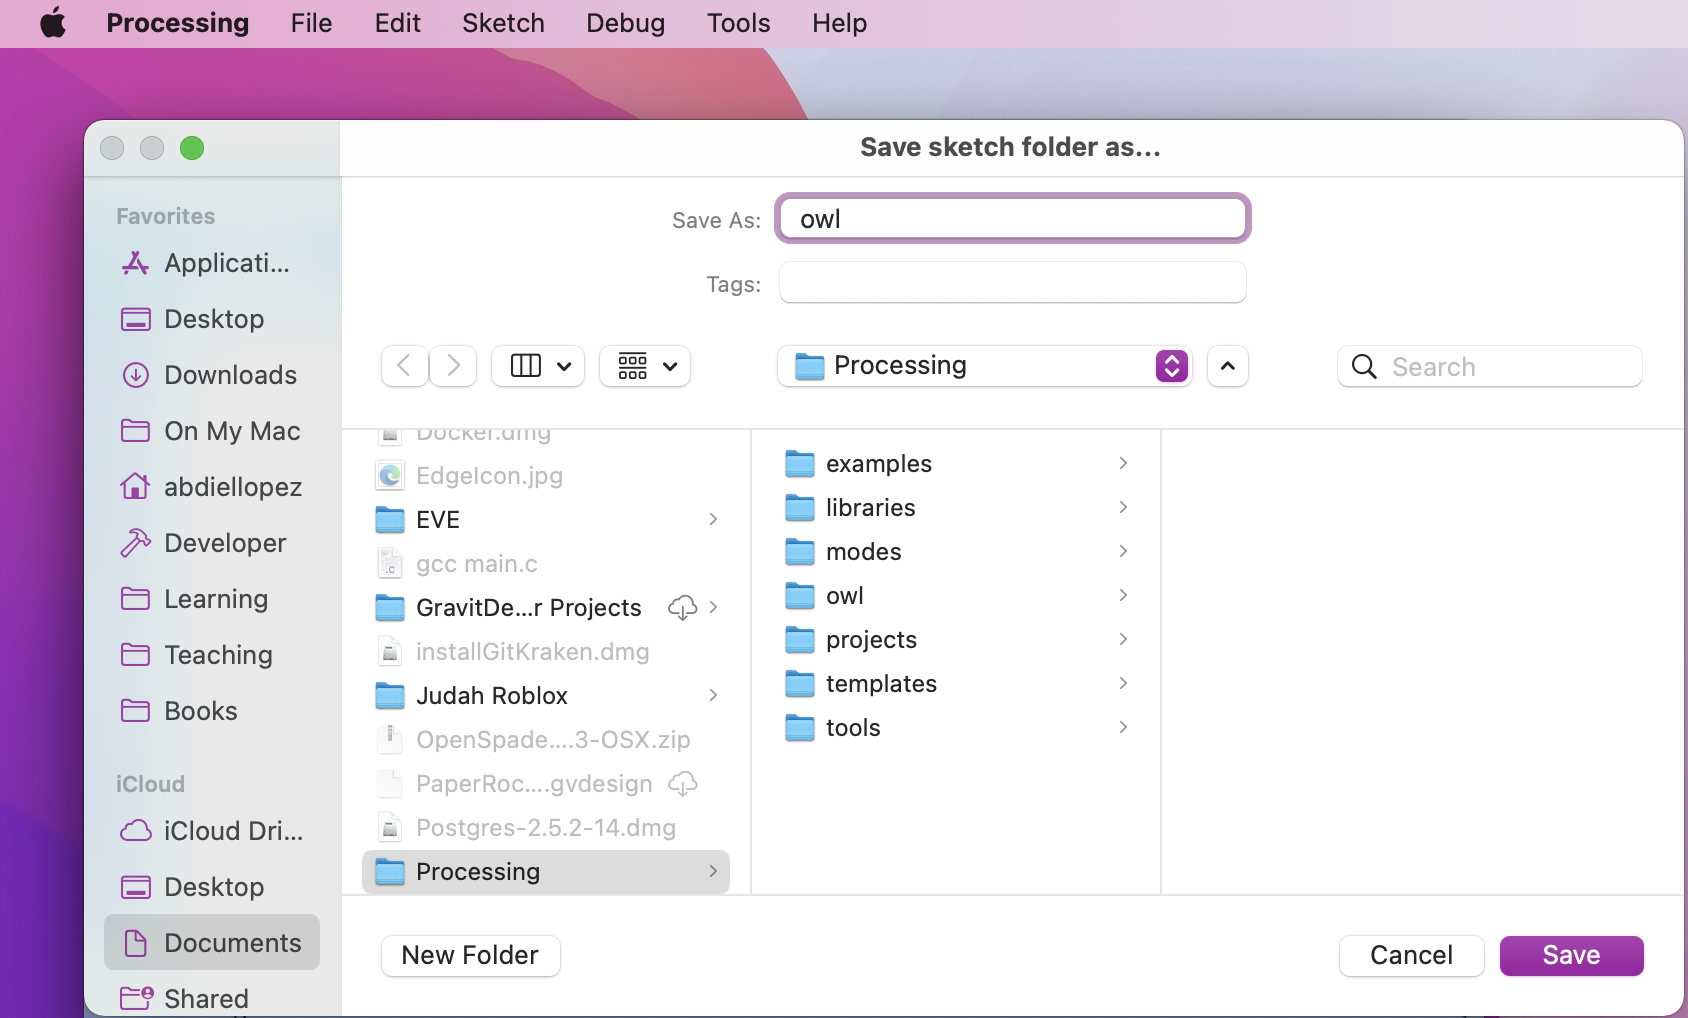 Processing File Edit Sketch Debug Tools Help
Save sketch folder as...
Favorites
Applicati...
Desktop
Downloads
On My Mac
abdiellopez
Developer
Learning
Teaching
Books
iCloud
iCloud Dri...
Desktop
Documents
Shared
Save As: owl
Tags:
Processing
Search
Docker.dmg
EdgeIcon.jpg
EVE
gcc main.c
GravitDe...r Projects
installGitKraken.dmg
Judah Roblox
OpenSpade....3-OSX.zip
PaperRoc....gvdesign
Postgres-2.5.2-14.dmg
Processing
examples
libraries
modes
owl
projects
templates
tools
New Folder
Cancel
Save